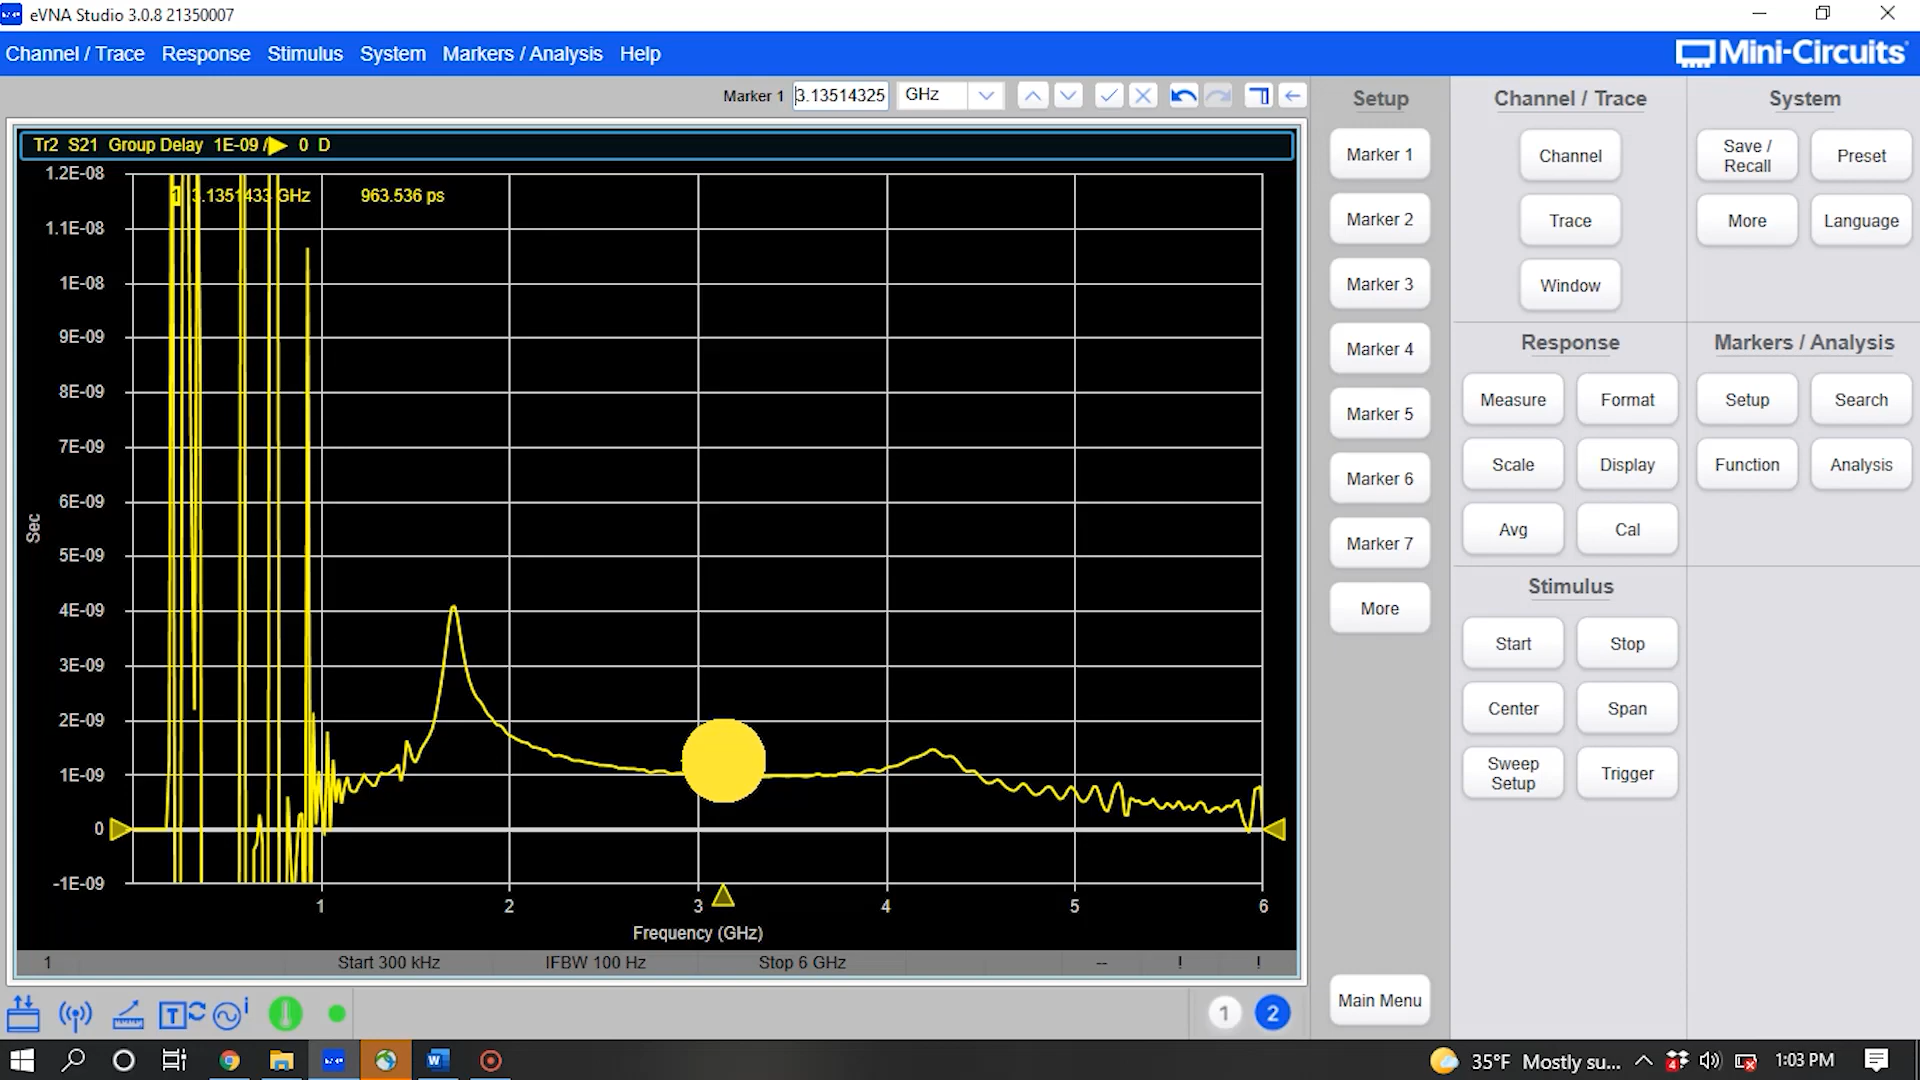 eVNA Studio 3.0.8 21350007
Channel / Trace Response Stimulus System Markers / Analysis Help
Mini-Circuits
Marker 1 3.13514325 GHz
Tr2 S21 Group Delay 1E-09 / 0 D
1 3.1351433 GHz 963.536 ps
1.2E-08
1.1E-08
1E-08
9E-09
8E-09
7E-09
6E-09
5E-09
4E-09
3E-09
2E-09
1E-09
0
-1E-09
Sec
1 2 3 4 5 6
Frequency (GHz)
1 Start 300 kHz IFBW 100 Hz Stop 6 GHz -- ! !
T i 1 2
Setup
Marker 1
Marker 2
Marker 3
Marker 4
Marker 5
Marker 6
Marker 7
More
Main Menu
Channel / Trace
Channel
Trace
Window
System
Save / Recall Preset
More Language
Response
Measure Format
Scale Display
Avg Cal
Markers / Analysis
Setup Search
Function Analysis
Stimulus
Start Stop
Center Span
Sweep Setup Trigger
W 35°F Mostly su... 4 1:03 PM